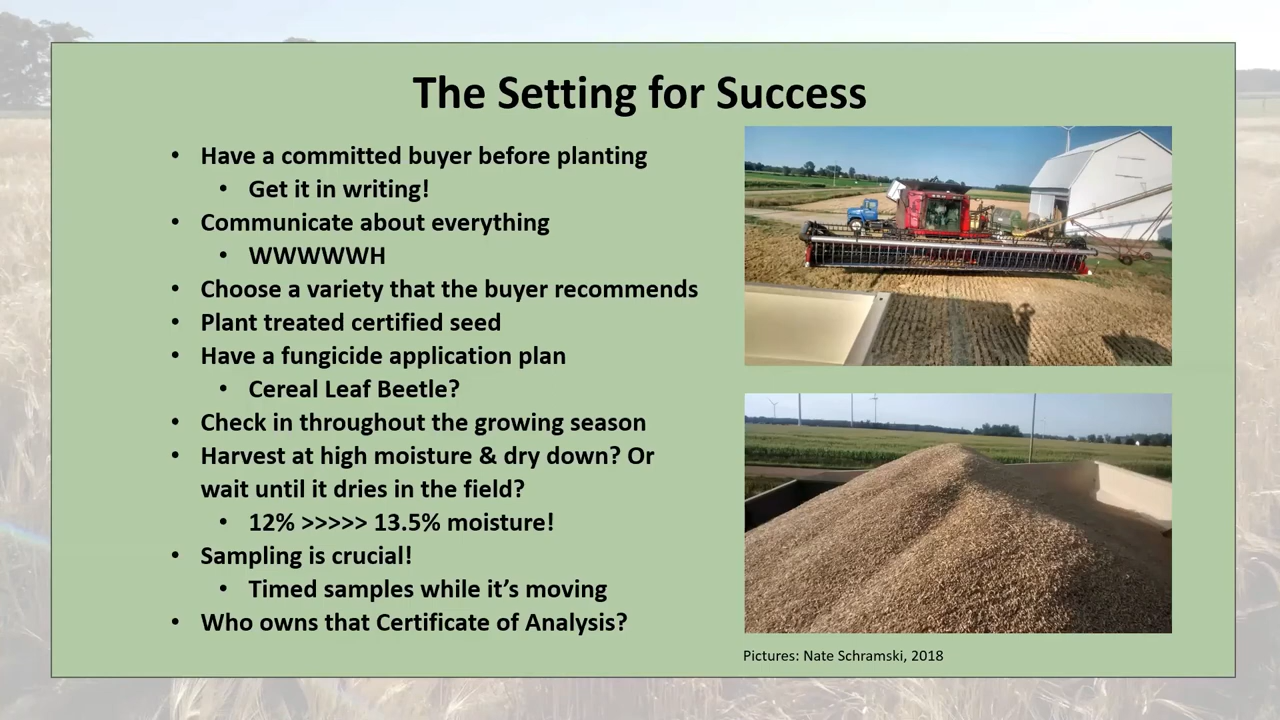 The Setting for Success
• Have a committed buyer before planting
• Get it in writing!
• Communicate about everything
• WWWWWH
• Choose a variety that the buyer recommends
• Plant treated certified seed
• Have a fungicide application plan
• Cereal Leaf Beetle?
• Check in throughout the growing season
• Harvest at high moisture & dry down? Or
wait until it dries in the field?
• 12% >>>>> 13.5% moisture!
• Sampling is crucial!
• Timed samples while it’s moving
• Who owns that Certificate of Analysis?
Pictures: Nate Schramski, 2018